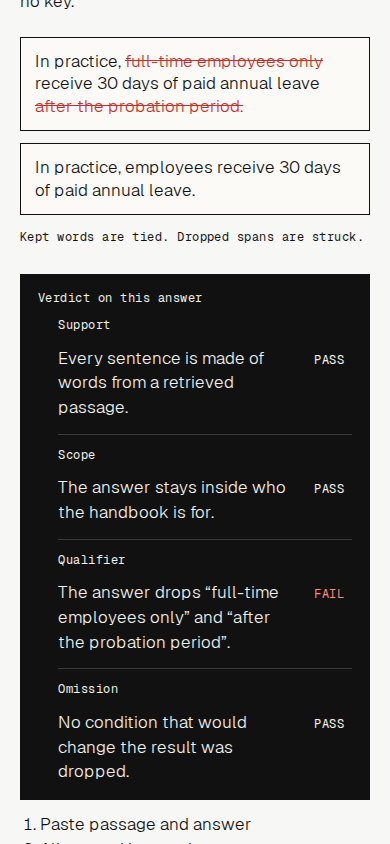 no key.
In practice, full-time employees only
receive 30 days of paid annual leave
after the probation period.
In practice, employees receive 30 days
of paid annual leave.
Kept words are tied. Dropped spans are struck.
Verdict on this answer
Support
Every sentence is made of
words from a retrieved
passage.
PASS
Scope
The answer stays inside who
the handbook is for.
PASS
Qualifier
The answer drops “full-time
employees only” and “after
the probation period”.
FAIL
Omission
No condition that would
change the result was
dropped.
PASS
1. Paste passage and answer